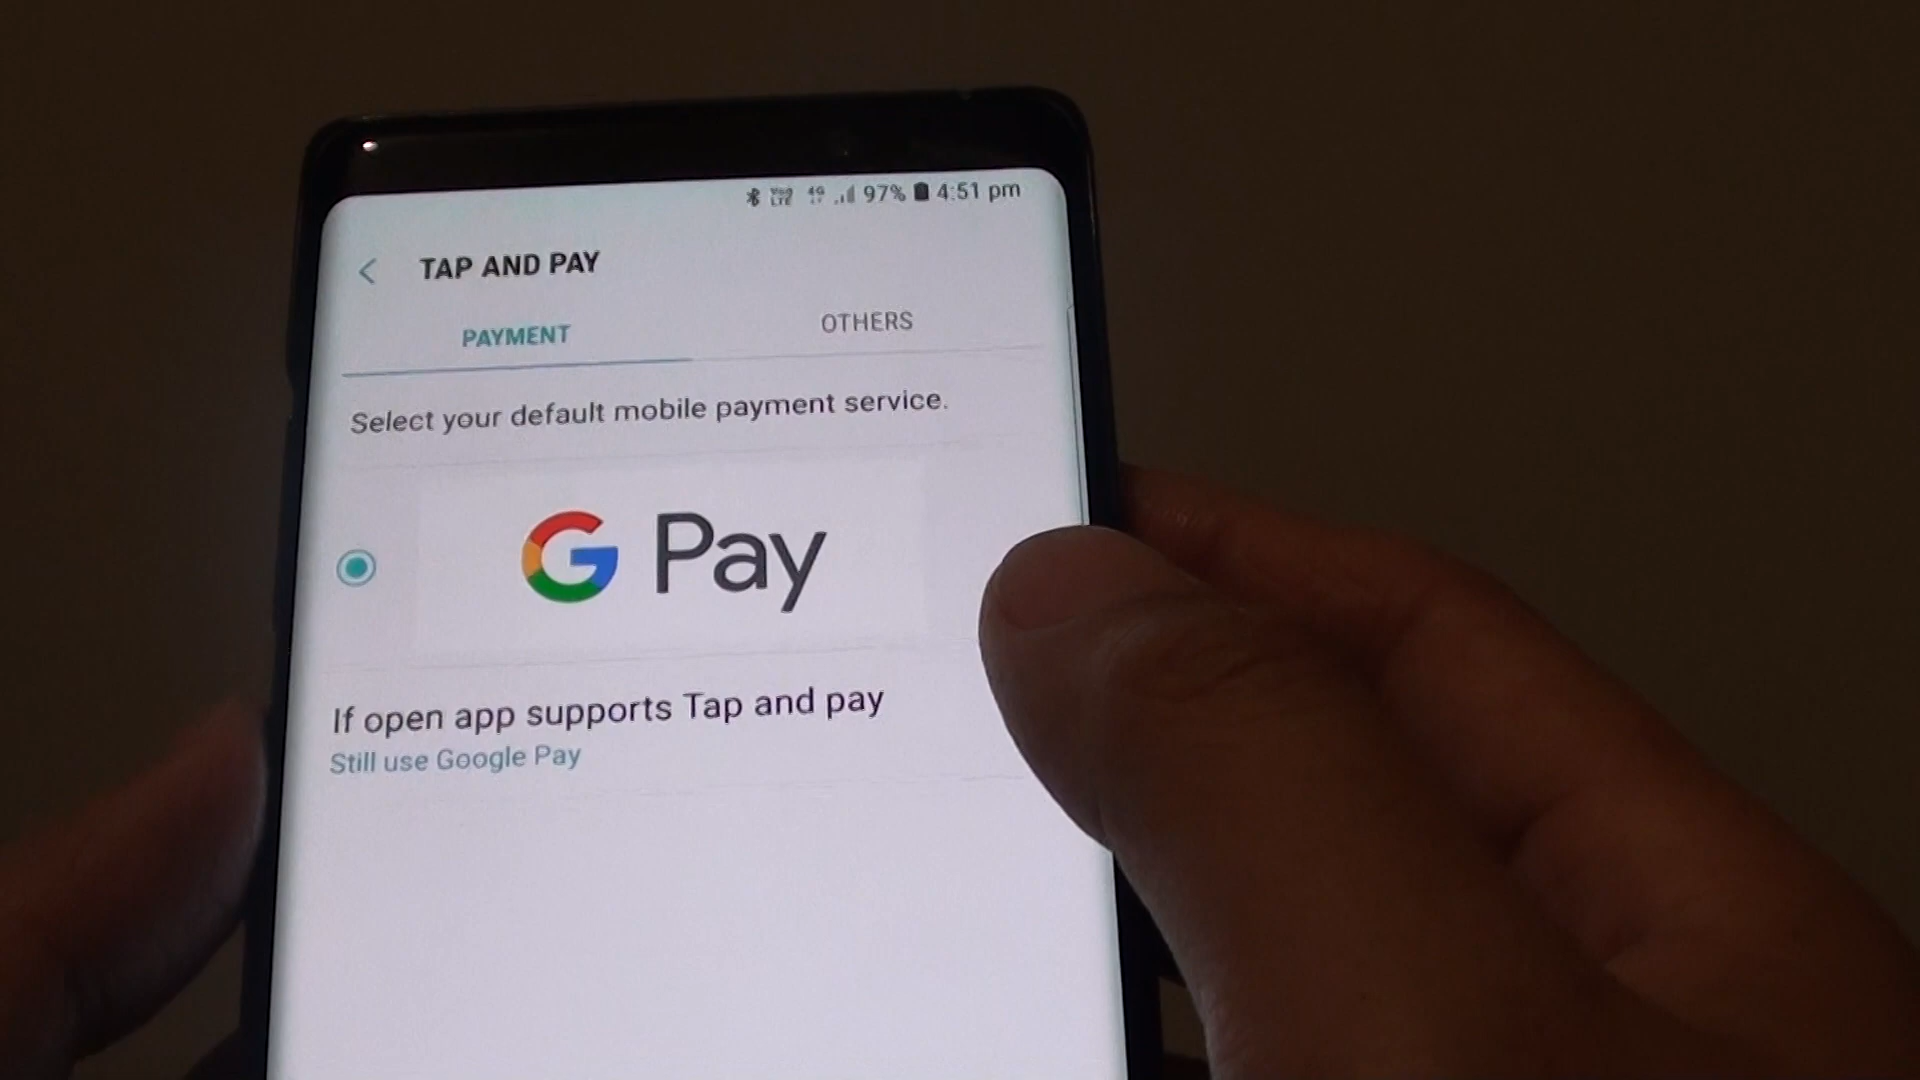 97% 4:51 pm
TAP AND PAY
PAYMENT OTHERS
Select your default mobile payment service.
G Pay
If open app supports Tap and pay
Still use Google Pay